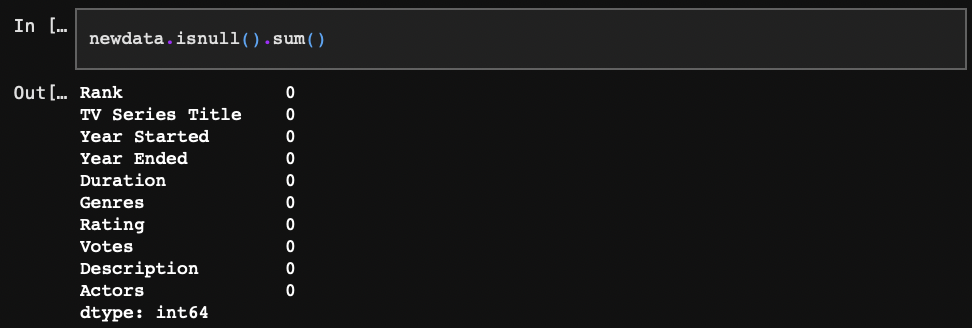 In [… newdata.isnull().sum()
Out[… Rank 0
TV Series Title 0
Year Started 0
Year Ended 0
Duration 0
Genres 0
Rating 0
Votes 0
Description 0
Actors 0
dtype: int64